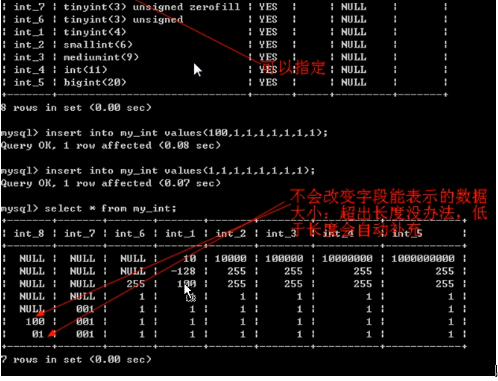 | int_7 | tinyint(3) unsigned zerofill | YES | | NULL | |
| int_6 | tinyint(3) unsigned | YES | | NULL | |
| int_1 | tinyint(4) | YES | | NULL | |
| int_2 | smallint(6) | YES | | NULL | |
| int_3 | mediumint(9) | YES | | NULL | |
| int_4 | int(11) | YES | | NULL | |
| int_5 | bigint(20) | YES | | NULL | |
可以指定
8 rows in set (0.00 sec)
mysql> insert into my_int values(100,1,1,1,1,1,1,1);
Query OK, 1 row affected (0.08 sec)
mysql> insert into my_int values(1,1,1,1,1,1,1,1);
Query OK, 1 row affected (0.07 sec)
不会改变字段能表示的数据
大小：超出长度没办法，低
于长度会自动补充
mysql> select * from my_int;
| int_8 | int_7 | int_6 | int_1 | int_2 | int_3 | int_4 | int_5 |
| NULL | NULL | NULL | 10 | 10000 | 100000 | 10000000 | 1000000000 |
| NULL | NULL | NULL | -128 | 255 | 255 | 255 | 255 |
| NULL | NULL | 255 | 100 | 255 | 255 | 255 | 255 |
| NULL | NULL | 1 | 1 | 1 | 1 | 1 |
| NULL | 001 | 1 | 1 | 1 | 1 | 1 | 1 |
| 100 | 001 | 1 | 1 | 1 | 1 | 1 | 1 |
| 01 | 001 | 1 | 1 | 1 | 1 | 1 | 1 |
7 rows in set (0.00 sec)